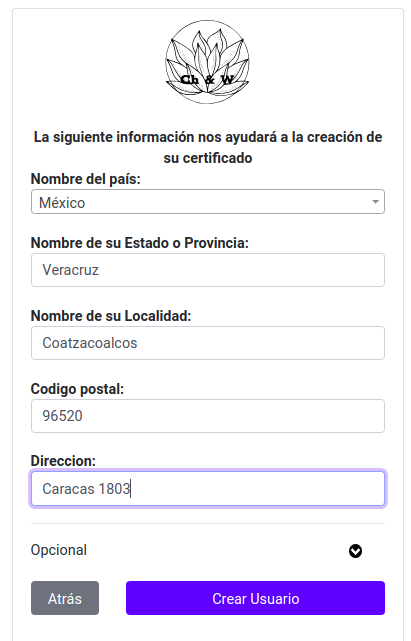 Ch & W
La siguiente información nos ayudará a la creación de
su certificado
Nombre del país:
México
Nombre de su Estado o Provincia:
Veracruz
Nombre de su Localidad:
Coatzacoalcos
Codigo postal:
96520
Direccion:
Caracas 1803
Opcional
Atrás
Crear Usuario